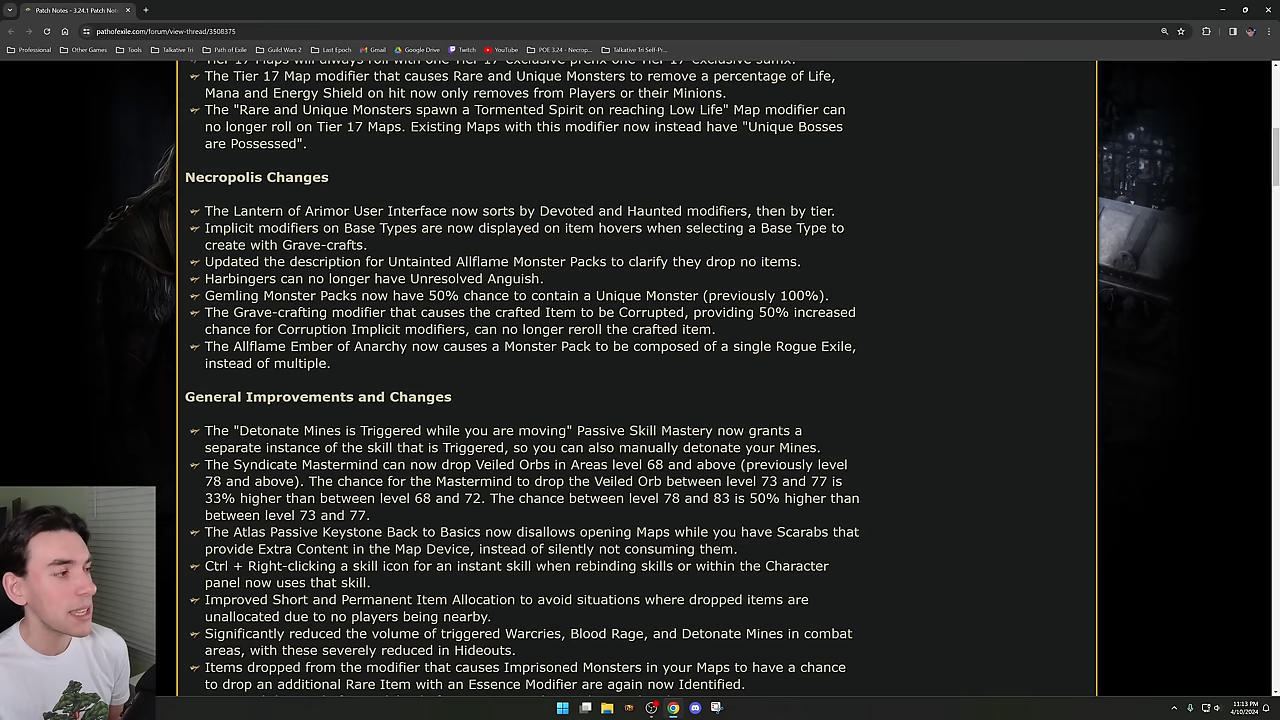 Patch Notes - 3.24.1 Patch Note
pathofexile.com/forum/view-thread/3508375
Professional
Other Games
Tools
Talkative Tri
Path of Exile
Guild Wars 2
Last Epoch
Gmail
Google Drive
Twitch
YouTube
POE 3.24 - Necrop...
Talkative Tri Self-Pr...
Tier 17 Maps will always roll with one Tier 17 exclusive prefix one Tier 17 exclusive suffix.
The Tier 17 Map modifier that causes Rare and Unique Monsters to remove a percentage of Life,
Mana and Energy Shield on hit now only removes from Players or their Minions.
The "Rare and Unique Monsters spawn a Tormented Spirit on reaching Low Life" Map modifier can
no longer roll on Tier 17 Maps. Existing Maps with this modifier now instead have "Unique Bosses
are Possessed".
Necropolis Changes
The Lantern of Arimor User Interface now sorts by Devoted and Haunted modifiers, then by tier.
Implicit modifiers on Base Types are now displayed on item hovers when selecting a Base Type to
create with Grave-crafts.
Updated the description for Untainted Allflame Monster Packs to clarify they drop no items.
Harbingers can no longer have Unresolved Anguish.
Gemling Monster Packs now have 50% chance to contain a Unique Monster (previously 100%).
The Grave-crafting modifier that causes the crafted Item to be Corrupted, providing 50% increased
chance for Corruption Implicit modifiers, can no longer reroll the crafted item.
The Allflame Ember of Anarchy now causes a Monster Pack to be composed of a single Rogue Exile,
instead of multiple.
General Improvements and Changes
The "Detonate Mines is Triggered while you are moving" Passive Skill Mastery now grants a
separate instance of the skill that is Triggered, so you can also manually detonate your Mines.
The Syndicate Mastermind can now drop Veiled Orbs in Areas level 68 and above (previously level
78 and above). The chance for the Mastermind to drop the Veiled Orb between level 73 and 77 is
33% higher than between level 68 and 72. The chance between level 78 and 83 is 50% higher than
between level 73 and 77.
The Atlas Passive Keystone Back to Basics now disallows opening Maps while you have Scarabs that
provide Extra Content in the Map Device, instead of silently not consuming them.
Ctrl + Right-clicking a skill icon for an instant skill when rebinding skills or within the Character
panel now uses that skill.
Improved Short and Permanent Item Allocation to avoid situations where dropped items are
unallocated due to no players being nearby.
Significantly reduced the volume of triggered Warcries, Blood Rage, and Detonate Mines in combat
areas, with these severely reduced in Hideouts.
Items dropped from the modifier that causes Imprisoned Monsters in your Maps to have a chance
to drop an additional Rare Item with an Essence Modifier are again now Identified.
11:13 PM
4/10/2024